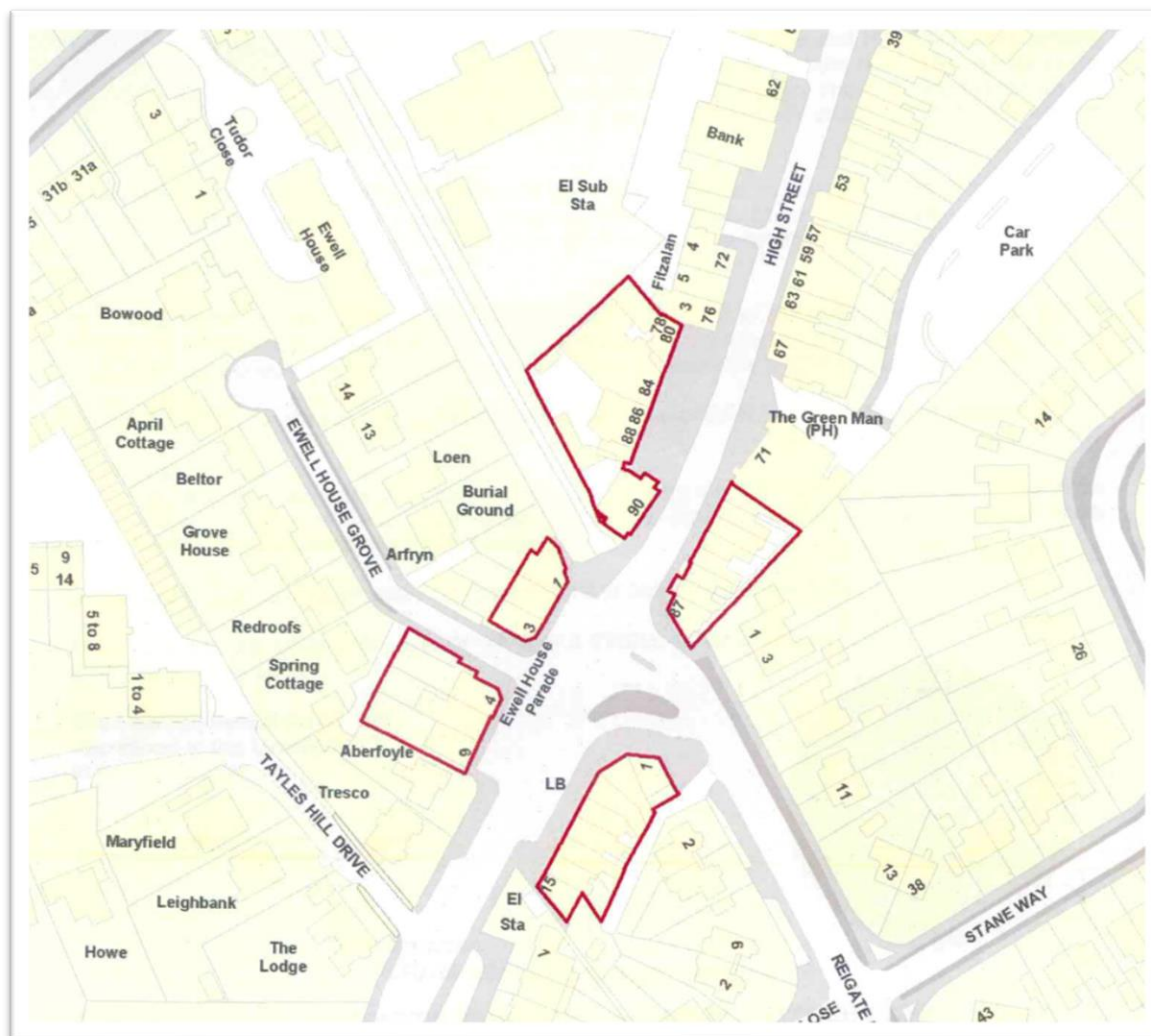 39
62
3
Tudor
Close
Bank
31b 31a
1
El Sub
Sta
53
HIGH STREET
Ewell
House
Car
Park
Fitzalan
4
72
5
57
59
61
63
3
76
Bowood
78
80
67
14
84
86
88
The Green Man
(PH)
14
April
Cottage
13
EWELL HOUSE GROVE
Loen
71
Beltor
Burial
Ground
90
Grove
House
Arfryn
9
5
14
1
87
5 to 8
Redroofs
3
1
3
26
Spring
Cottage
1 to 4
4
Ewell House
Parade
Aberfoyle
LB
1
TAYLES HILL DRIVE
Tresco
11
Maryfield
2
13
38
Leighbank
15
El
Sta
STANE WAY
Howe
The
Lodge
1
6
2
REIGATE
OSE
43